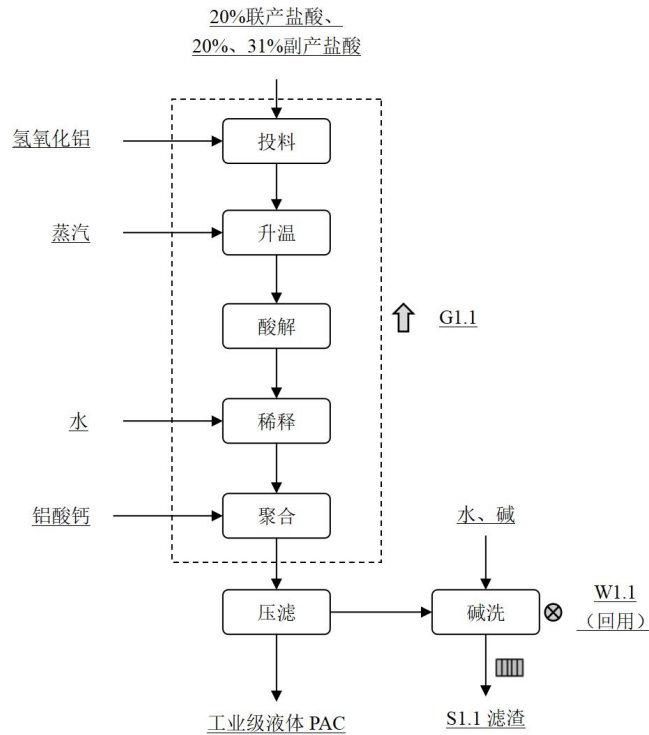 20%联产盐酸、
20%、31%副产盐酸
氢氧化铝
投料
蒸汽
升温
酸解
G1.1
水
稀释
铝酸钙
聚合
水、碱
压滤
碱洗
W1.1
（回用）
工业级液体 PAC
S1.1 滤渣